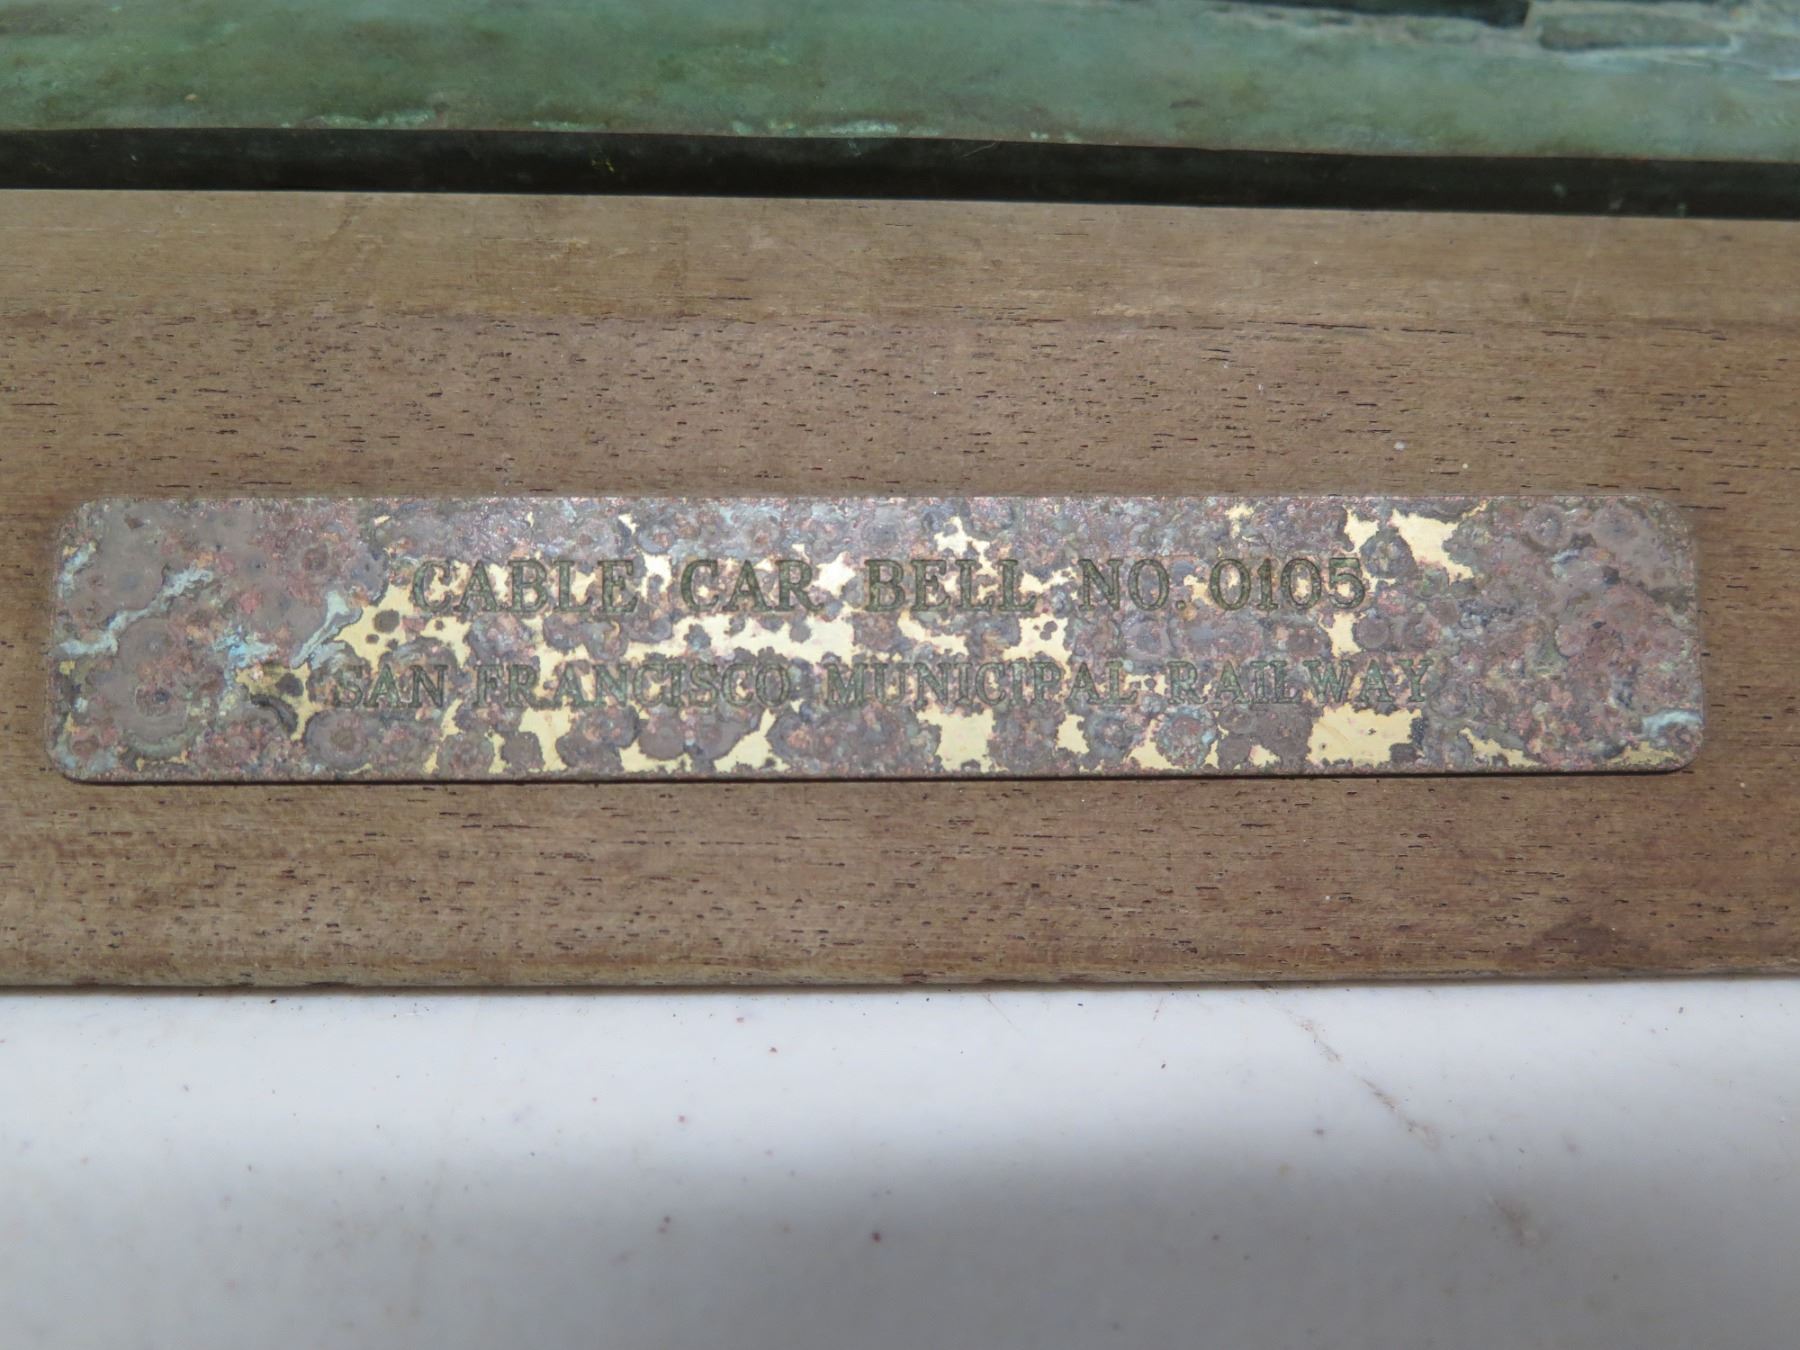 CABLE CAR BELL NO. 0105
SAN FRANCISCO MUNICIPAL RAILWAY